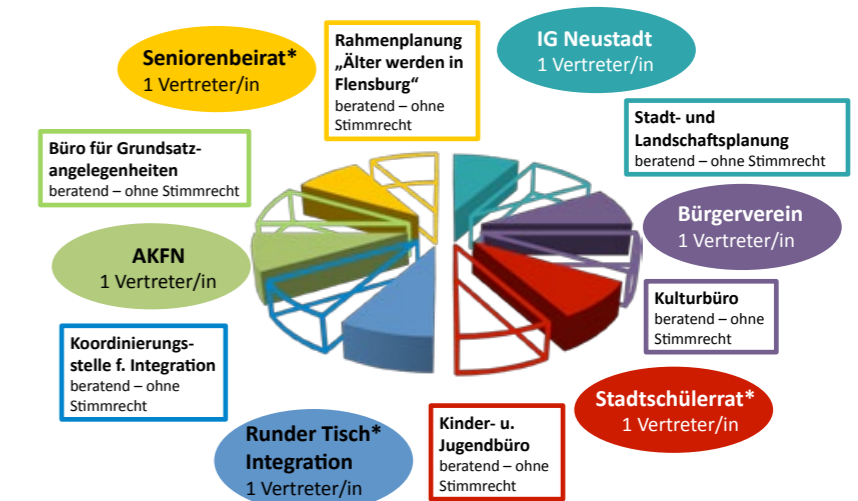 Seniorenbeirat*
1 Vertreter/in
Rahmenplanung
„Älter werden in
Flensburg“
beratend – ohne
Stimmrecht
IG Neustadt
1 Vertreter/in
Stadt- und
Landschaftsplanung
beratend – ohne Stimmrecht
Büro für Grundsatz-
angelegenheiten
beratend – ohne Stimmrecht
Bürgerverein
1 Vertreter/in
AKFN
1 Vertreter/in
Kulturbüro
beratend – ohne
Stimmrecht
Koordinierungs-
stelle f. Integration
beratend – ohne
Stimmrecht
Stadtschülerrat*
1 Vertreter/in
Runder Tisch*
Integration
1 Vertreter/in
Kinder- u.
Jugendbüro
beratend – ohne
Stimmrecht